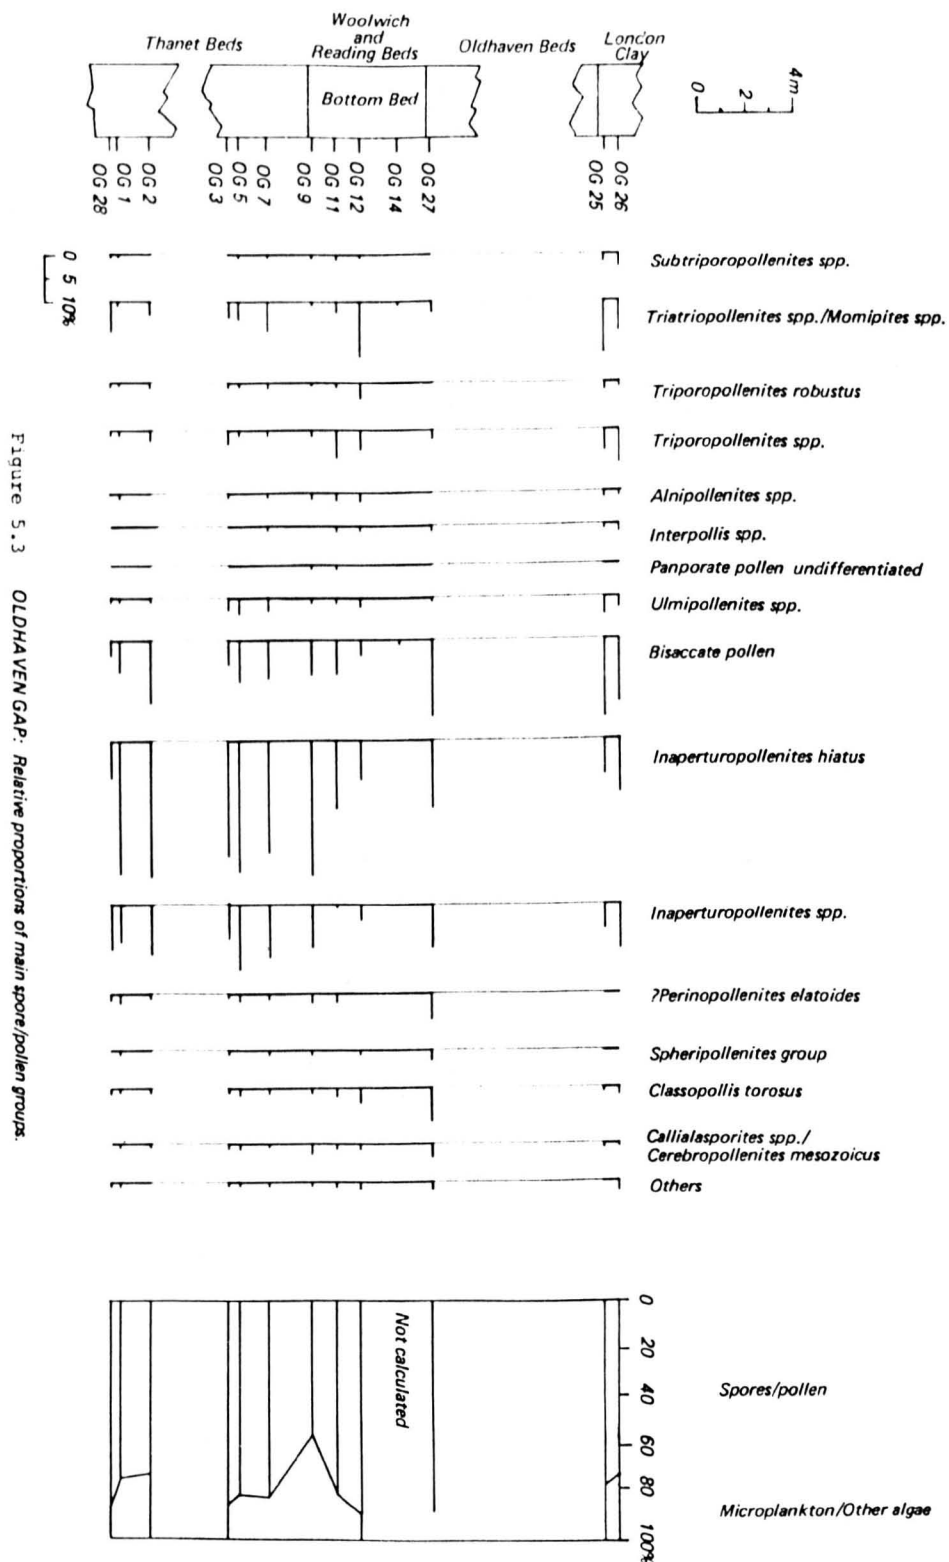 Thanet Beds
Woolwich
and
Reading Beds
Oldhaven Beds
London
Clay
Bottom Bed
0 2 4m
OG 28
OG 1
OG 2
OG 3
OG 5
OG 7
OG 9
OG 11
OG 12
OG 14
OG 27
OG 25
OG 26
0 5 10%
Subtriporopollenites spp.
Triatriopollenites spp./Momipites spp.
Triporopollenites robustus
Triporopollenites spp.
Alnipollenites spp.
Interpollis spp.
Panporate pollen undifferentiated
Ulmipollenites spp.
Bisaccate pollen
Inaperturopollenites hiatus
Inaperturopollenites spp.
?Perinopollenites elatoides
Spheripollenites group
Classopollis torosus
Callialasporites spp./
Cerebropollenites mesozoicus
Others
Not calculated
0
20
40
60
80
100%
Spores/pollen
Microplankton/Other algae
Figure 5.3 OLDHAVEN GAP: Relative proportions of main spore/pollen groups.